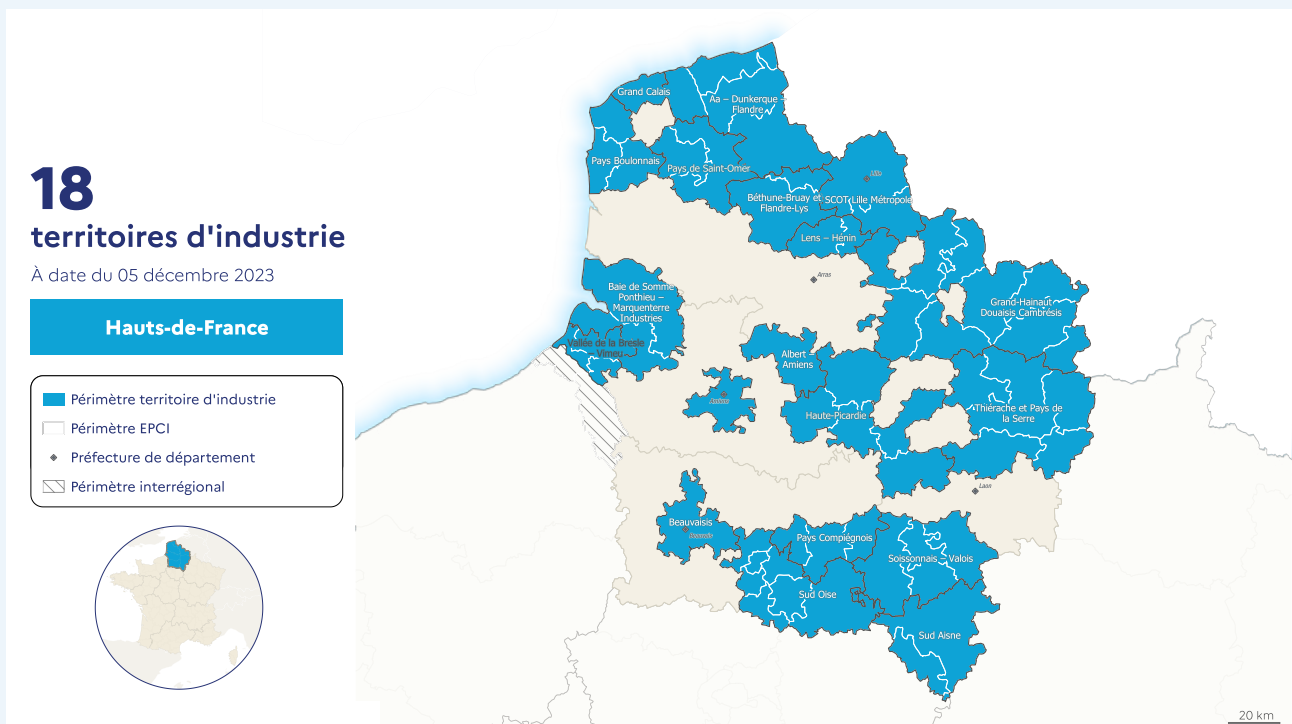 18
territoires d'industrie
À date du 05 décembre 2023
Hauts-de-France
Périmètre territoire d'industrie
Périmètre EPCI
Préfecture de département
Périmètre interrégional
Grand Calais
Aa – Dunkerque –
Flandre
Pays Boulonnais
Pays de Saint-Omer
Lille
Béthune-Bruay et
Flandre-Lys
SCOT Lille Métropole
Lens – Hénin
Arras
Baie de Somme
Ponthieu –
Marquenterre
Industries
Grand-Hainaut
Douaisis Cambrésis
Vallée de la Bresle
– Vimeu
Albert –
Amiens
Amiens
Haute-Picardie
Thiérache et Pays de
la Serre
Laon
Beauvaisis
Beauvais
Pays Compiégnois
Soissonnais – Valois
Sud Oise
Sud Aisne
20 km